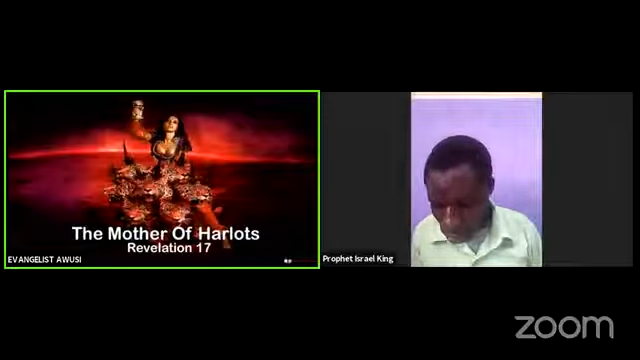 The Mother Of Harlots
Revelation 17
EVANGELIST AWUSI
Prophet Israel King
zoom